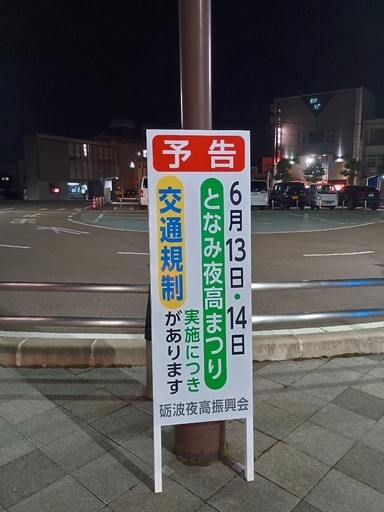 予告
6月13日・14日
となみ夜高まつり
実施につき
交通規制
があります
砺波夜高振興会